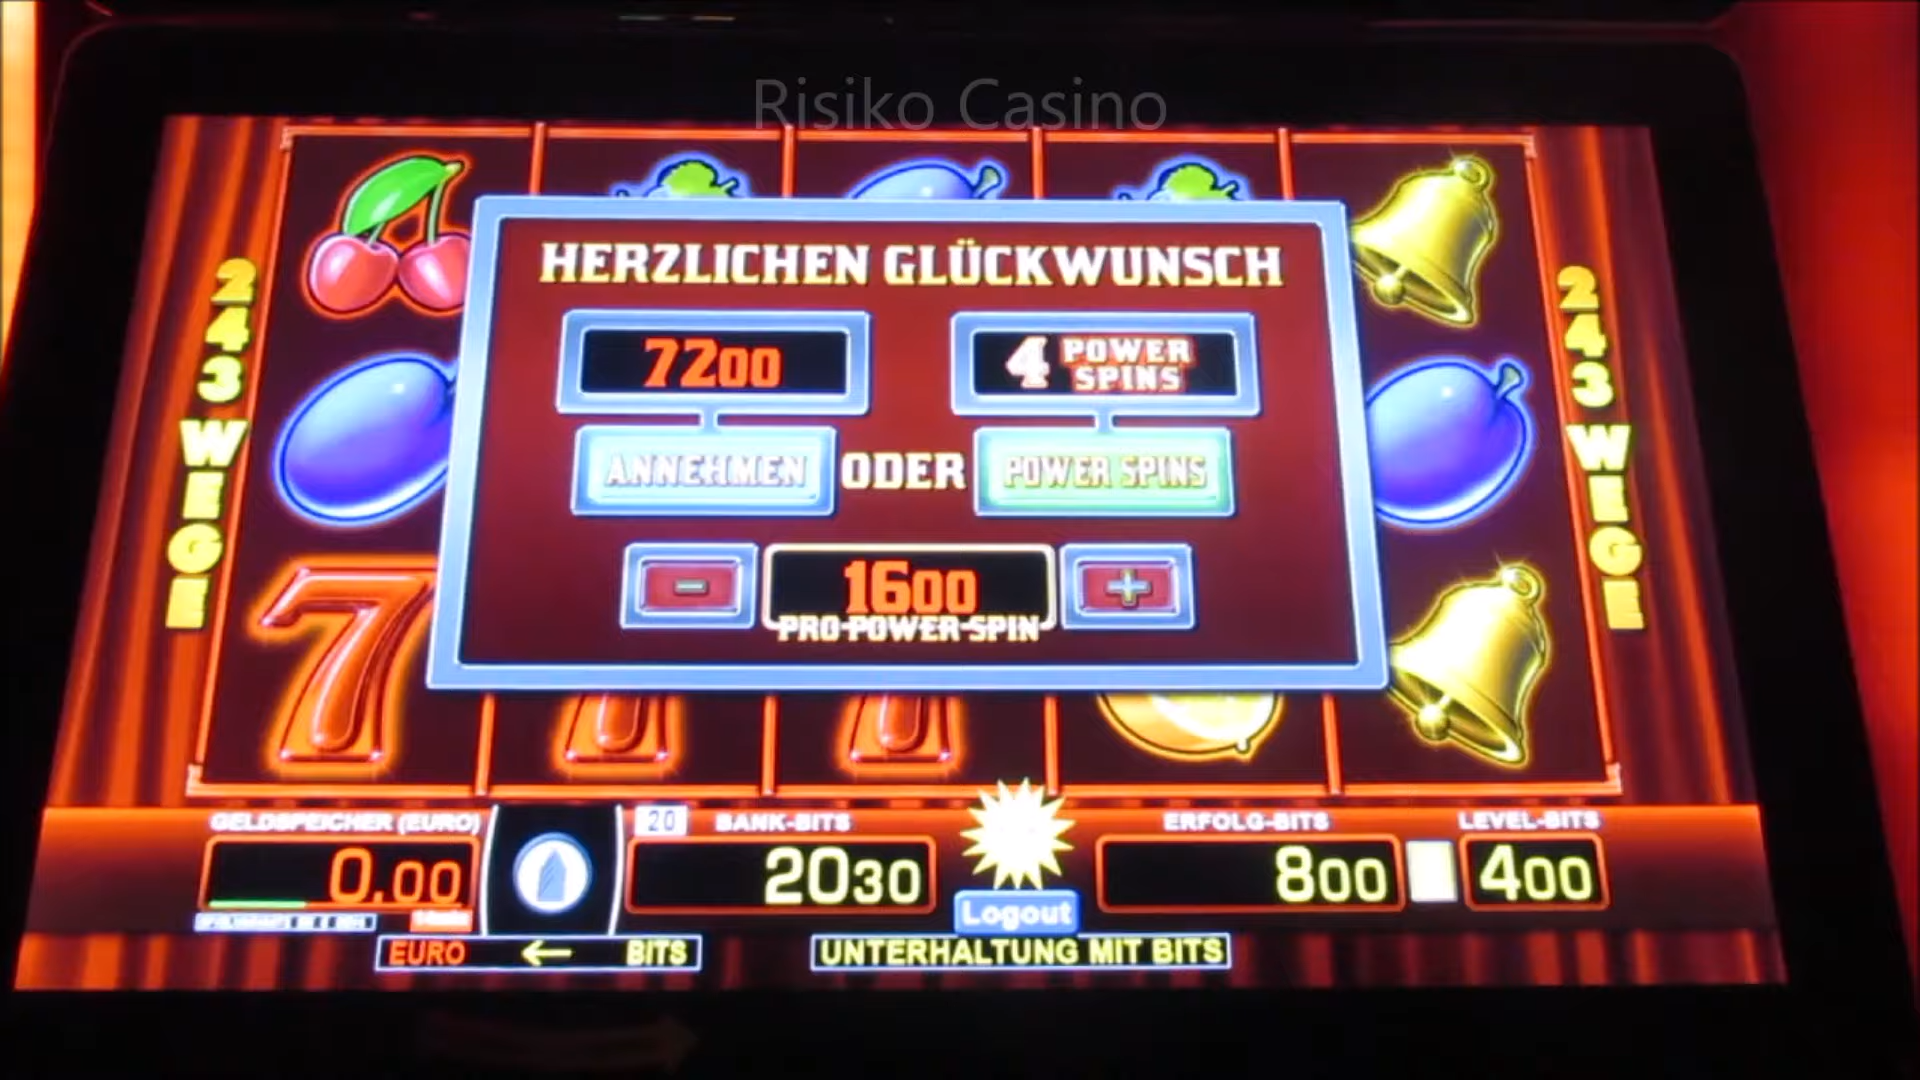 Risiko Casino
HERZLICHEN GLÜCKWUNSCH
7200
4 POWER SPINS
ANNEHMEN ODER POWER SPINS
-
1600
+
PRO POWER SPIN
243 WEGE
243 WEGE
7
GELDSPEICHER (EURO)
20
BANK-BITS
ERFOLG-BITS
LEVEL-BITS
0.00
2030
800
400
Logout
EURO ← BITS
UNTERHALTUNG MIT BITS